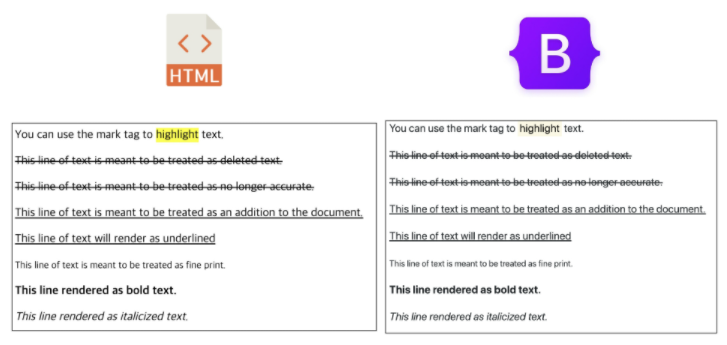 HTML
B
You can use the mark tag to highlight text.
This line of text is meant to be treated as deleted text.
This line of text is meant to be treated as no longer accurate.
This line of text is meant to be treated as an addition to the document.
This line of text will render as underlined
This line of text is meant to be treated as fine print.
This line rendered as bold text.
This line rendered as italicized text.
You can use the mark tag to highlight text.
This line of text is meant to be treated as deleted text.
This line of text is meant to be treated as no longer accurate.
This line of text is meant to be treated as an addition to the document.
This line of text will render as underlined
This line of text is meant to be treated as fine print.
This line rendered as bold text.
This line rendered as italicized text.